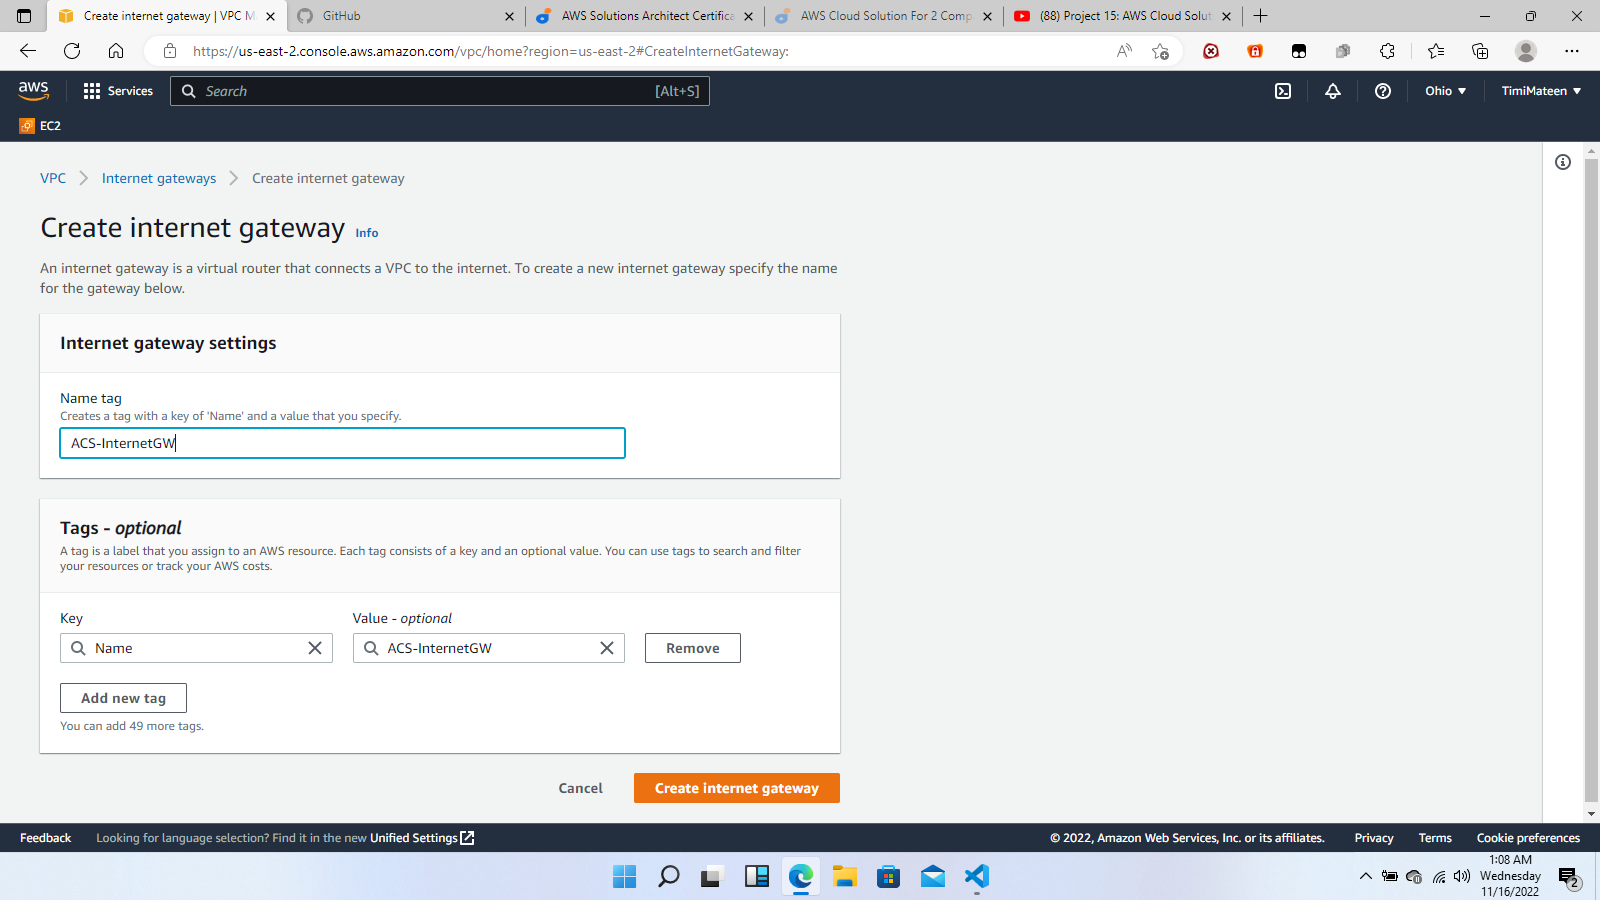 Create internet gateway | VPC M
GitHub
AWS Solutions Architect Certifica
AWS Cloud Solution For 2 Comp
(88) Project 15: AWS Cloud Solut
https://us-east-2.console.aws.amazon.com/vpc/home?region=us-east-2#CreateInternetGateway:
aws
Services
Search
[Alt+S]
Ohio
TimiMateen
EC2
VPC
Internet gateways
Create internet gateway
Create internet gateway Info
An internet gateway is a virtual router that connects a VPC to the internet. To create a new internet gateway specify the name
for the gateway below.
Internet gateway settings
Name tag
Creates a tag with a key of 'Name' and a value that you specify.
ACS-InternetGW
Tags - optional
A tag is a label that you assign to an AWS resource. Each tag consists of a key and an optional value. You can use tags to search and filter
your resources or track your AWS costs.
Key
Value - optional
Name
ACS-InternetGW
Remove
Add new tag
You can add 49 more tags.
Cancel
Create internet gateway
Feedback
Looking for language selection? Find it in the new Unified Settings
© 2022, Amazon Web Services, Inc. or its affiliates.
Privacy
Terms
Cookie preferences
1:08 AM
Wednesday
11/16/2022
2